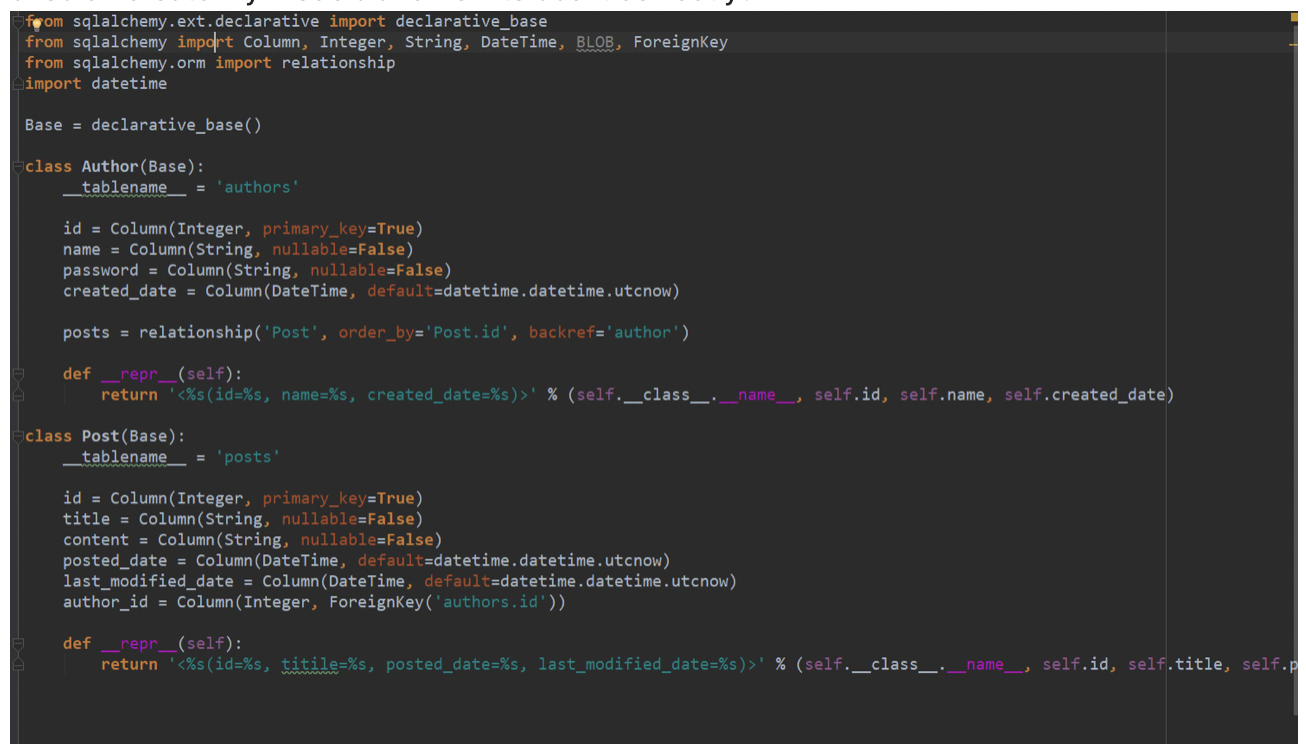 from sqlalchemy.ext.declarative import declarative_base
from sqlalchemy import Column, Integer, String, DateTime, BLOB, ForeignKey
from sqlalchemy.orm import relationship
import datetime

Base = declarative_base()

class Author(Base):
    __tablename__ = 'authors'

    id = Column(Integer, primary_key=True)
    name = Column(String, nullable=False)
    password = Column(String, nullable=False)
    created_date = Column(DateTime, default=datetime.datetime.utcnow)

    posts = relationship('Post', order_by='Post.id', backref='author')

    def __repr__(self):
        return '<%s(id=%s, name=%s, created_date=%s)>' % (self.__class__.__name__, self.id, self.name, self.created_date)

class Post(Base):
    __tablename__ = 'posts'

    id = Column(Integer, primary_key=True)
    title = Column(String, nullable=False)
    content = Column(String, nullable=False)
    posted_date = Column(DateTime, default=datetime.datetime.utcnow)
    last_modified_date = Column(DateTime, default=datetime.datetime.utcnow)
    author_id = Column(Integer, ForeignKey('authors.id'))

    def __repr__(self):
        return '<%s(id=%s, titile=%s, posted_date=%s, last_modified_date=%s)>' % (self.__class__.__name__, self.id, self.title, self.p